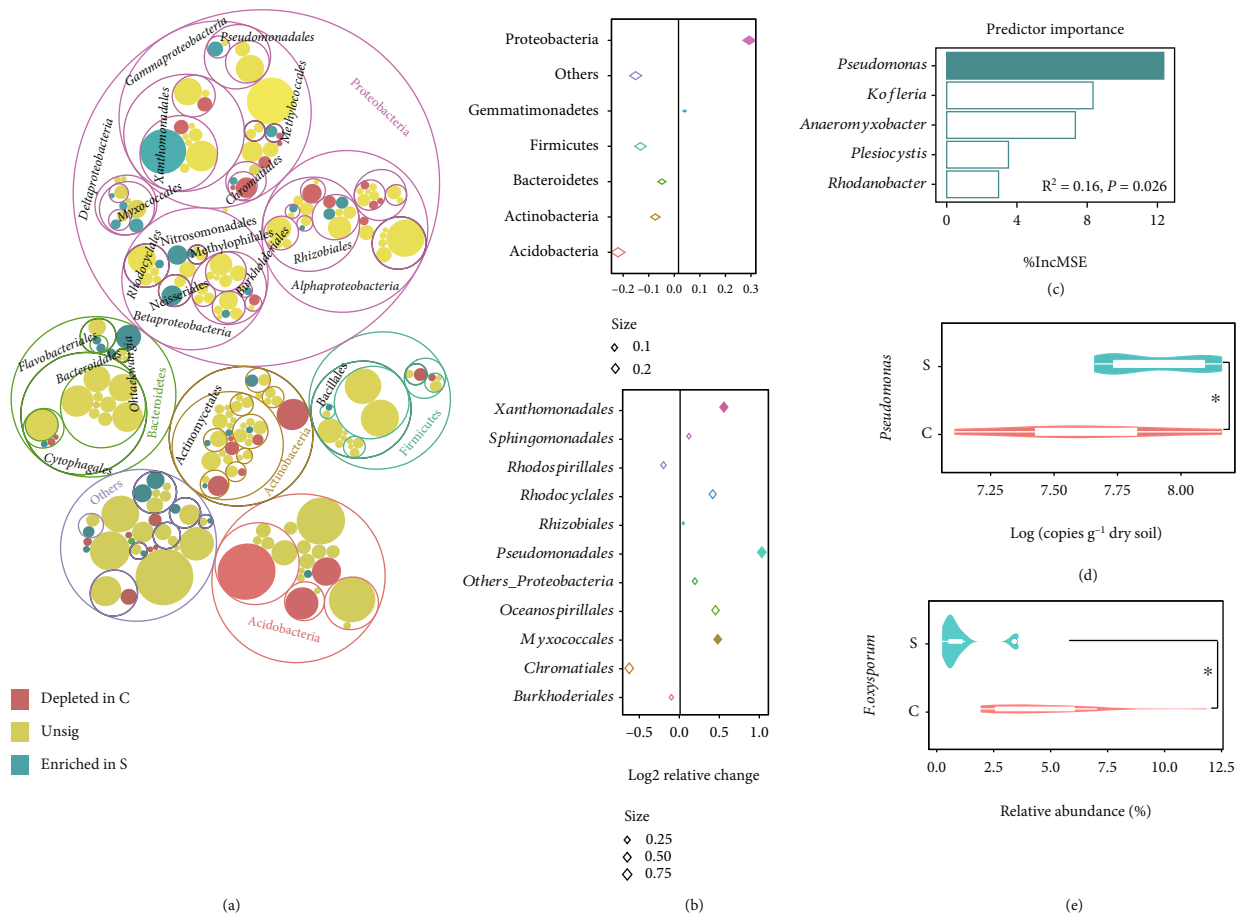 Pseudomonadales
Gammaproteobacteria
Proteobacteria
Methylococcales
Xanthomonadales
Deltaproteobacteria
Myxococcales
Chromatiales
Nitrosomonadales
Methylophilales
Rhodocyclales
Burkholderiales
Rhizobiales
Neisseriales
Alphaproteobacteria
Betaproteobacteria
Flavobacteriales
Bacteroidales
Ohtaekwangia
Bacteroidetes
Cytophagales
Actinomycetales
Actinobacteria
Bacillales
Firmicutes
Others
Acidobacteria
Depleted in C
Unsig
Enriched in S
(a)
Proteobacteria
Others
Gemmatimonadetes
Firmicutes
Bacteroidetes
Actinobacteria
Acidobacteria
−0.2 −0.1 0.0 0.1 0.2 0.3
Size
0.1
0.2
Xanthomonadales
Sphingomonadales
Rhodospirillales
Rhodocyclales
Rhizobiales
Pseudomonadales
Others_Proteobacteria
Oceanospirillales
Myxococcales
Chromatiales
Burkhoderiales
−0.5 0.0 0.5 1.0
Log2 relative change
Size
0.25
0.50
0.75
(b)
Predictor importance
Pseudomonas
Kofleria
Anaeromyxobacter
Plesiocystis
Rhodanobacter
R² = 0.16, P = 0.026
0 4 8 12
%IncMSE
(c)
Pseudomonas
S
C
*
7.25 7.50 7.75 8.00
Log (copies g⁻¹ dry soil)
(d)
F.oxysporum
S
C
*
0.0 2.5 5.0 7.5 10.0 12.5
Relative abundance (%)
(e)